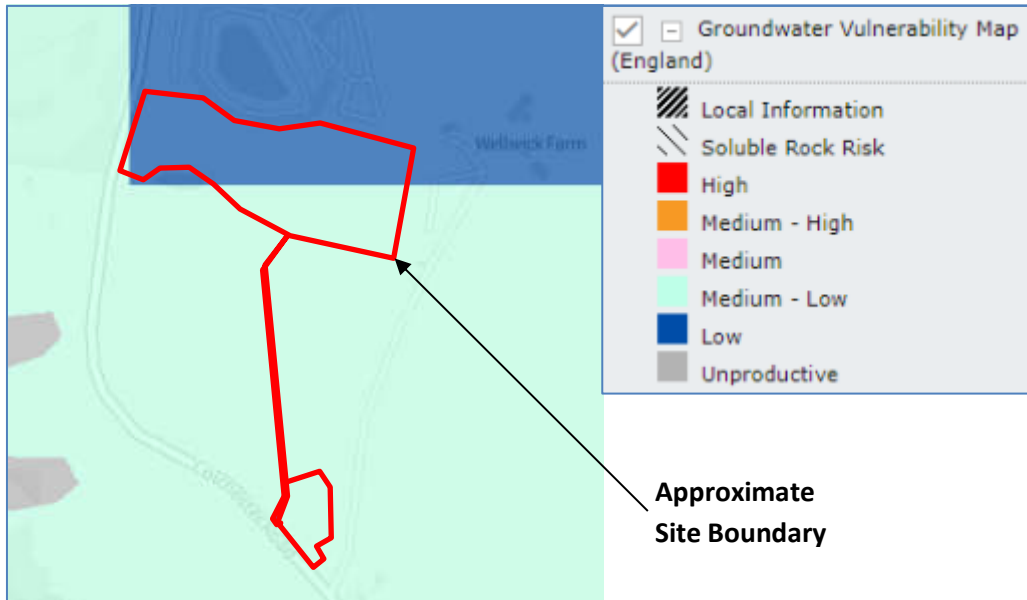 Groundwater Vulnerability Map
(England)
Local Information
Soluble Rock Risk
High
Medium - High
Medium
Medium - Low
Low
Unproductive
Farm
Approximate
Site Boundary